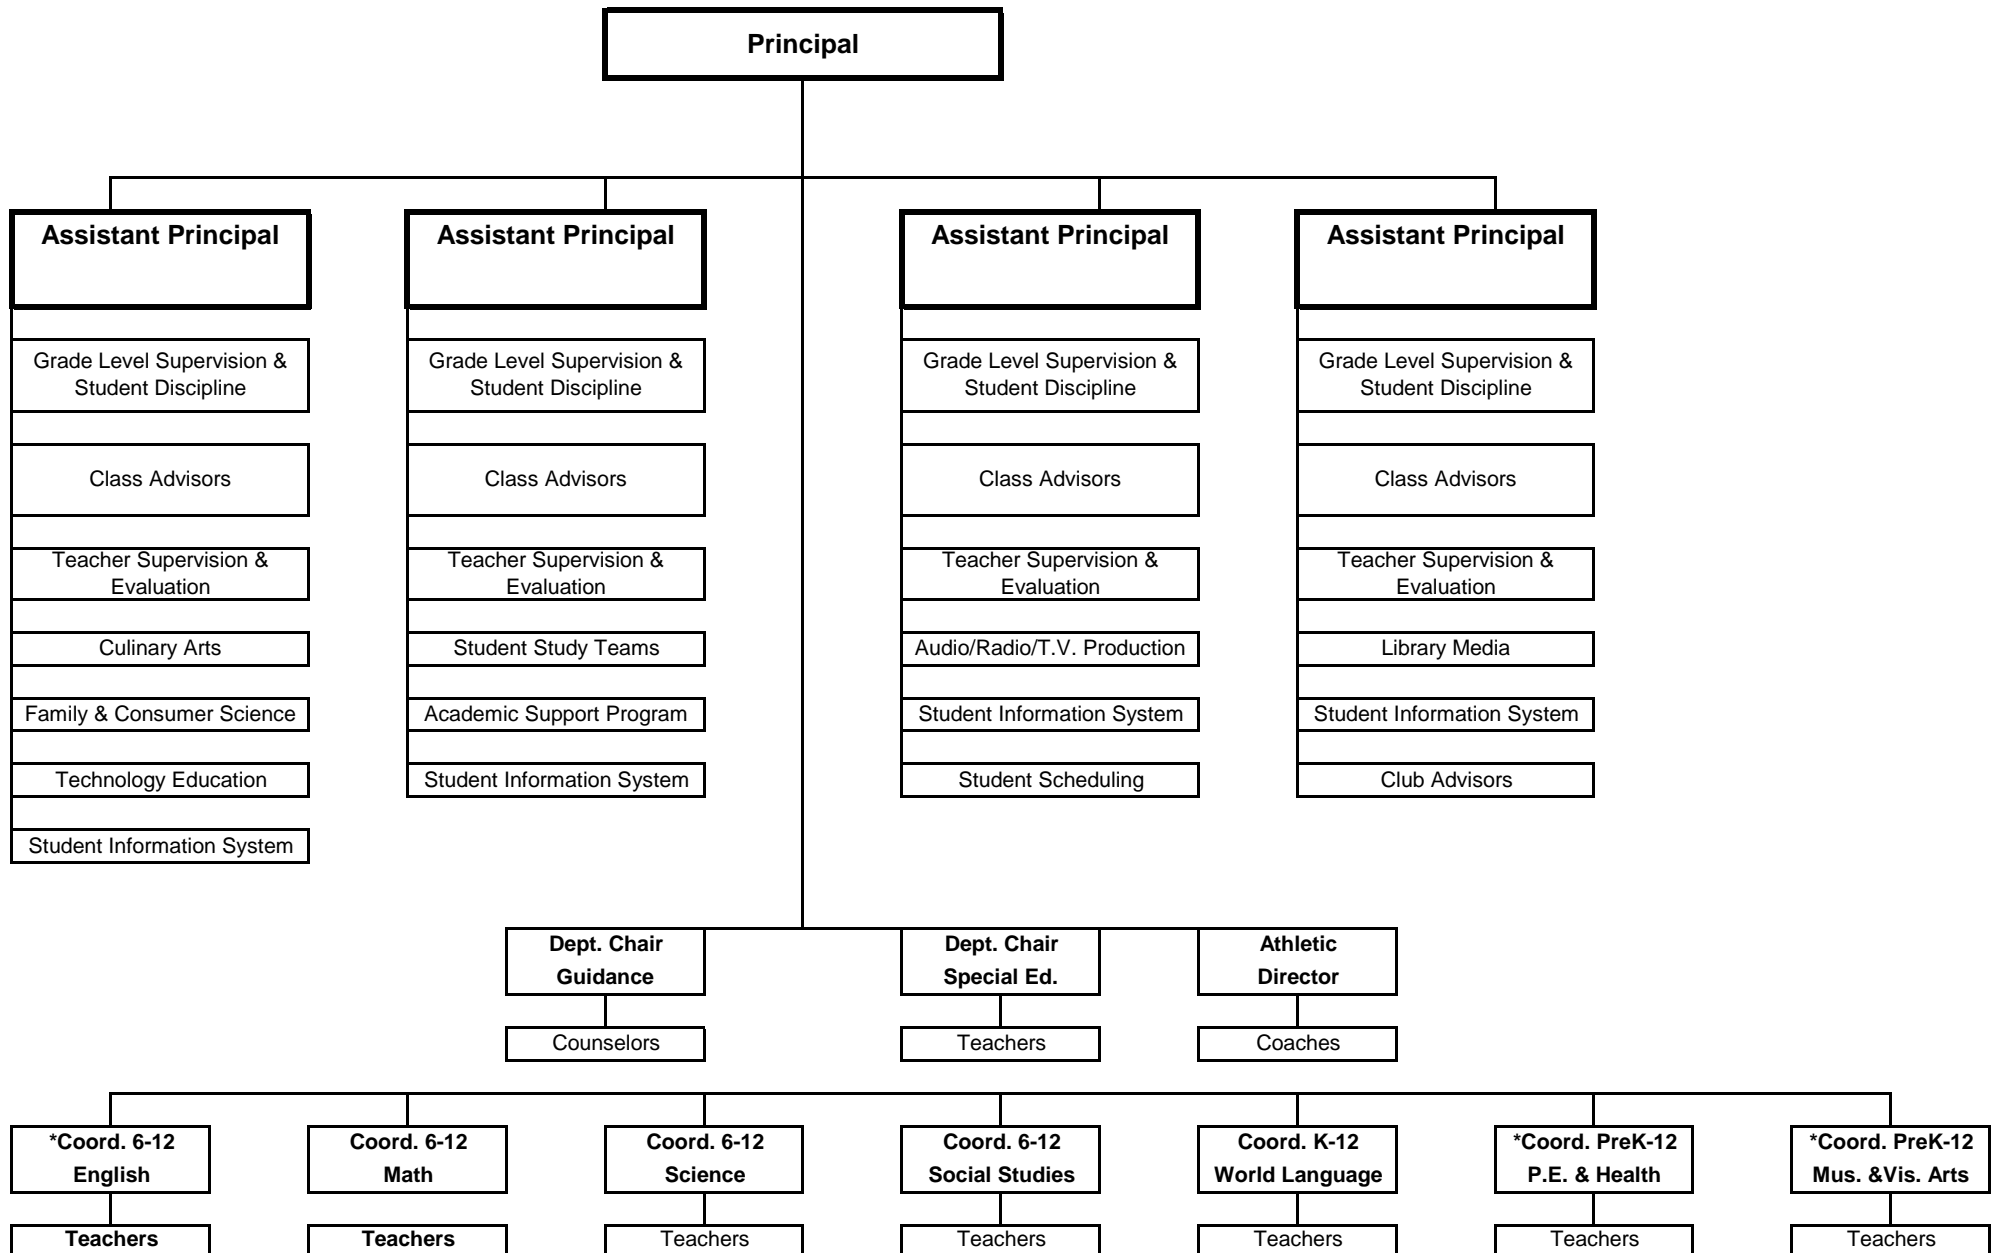 Principal
Assistant Principal
Assistant Principal
Assistant Principal
Assistant Principal
Grade Level Supervision &
Student Discipline
Grade Level Supervision &
Student Discipline
Grade Level Supervision &
Student Discipline
Grade Level Supervision &
Student Discipline
Class Advisors
Class Advisors
Class Advisors
Class Advisors
Teacher Supervision &
Evaluation
Teacher Supervision &
Evaluation
Teacher Supervision &
Evaluation
Teacher Supervision &
Evaluation
Culinary Arts
Student Study Teams
Audio/Radio/T.V. Production
Library Media
Family & Consumer Science
Academic Support Program
Student Information System
Student Information System
Technology Education
Student Information System
Student Scheduling
Club Advisors
Student Information System
Dept. Chair
Guidance
Dept. Chair
Special Ed.
Athletic
Director
Counselors
Teachers
Coaches
*Coord. 6-12
English
Coord. 6-12
Math
Coord. 6-12
Science
Coord. 6-12
Social Studies
Coord. K-12
World Language
*Coord. PreK-12
P.E. & Health
*Coord. PreK-12
Mus. &Vis. Arts
Teachers
Teachers
Teachers
Teachers
Teachers
Teachers
Teachers